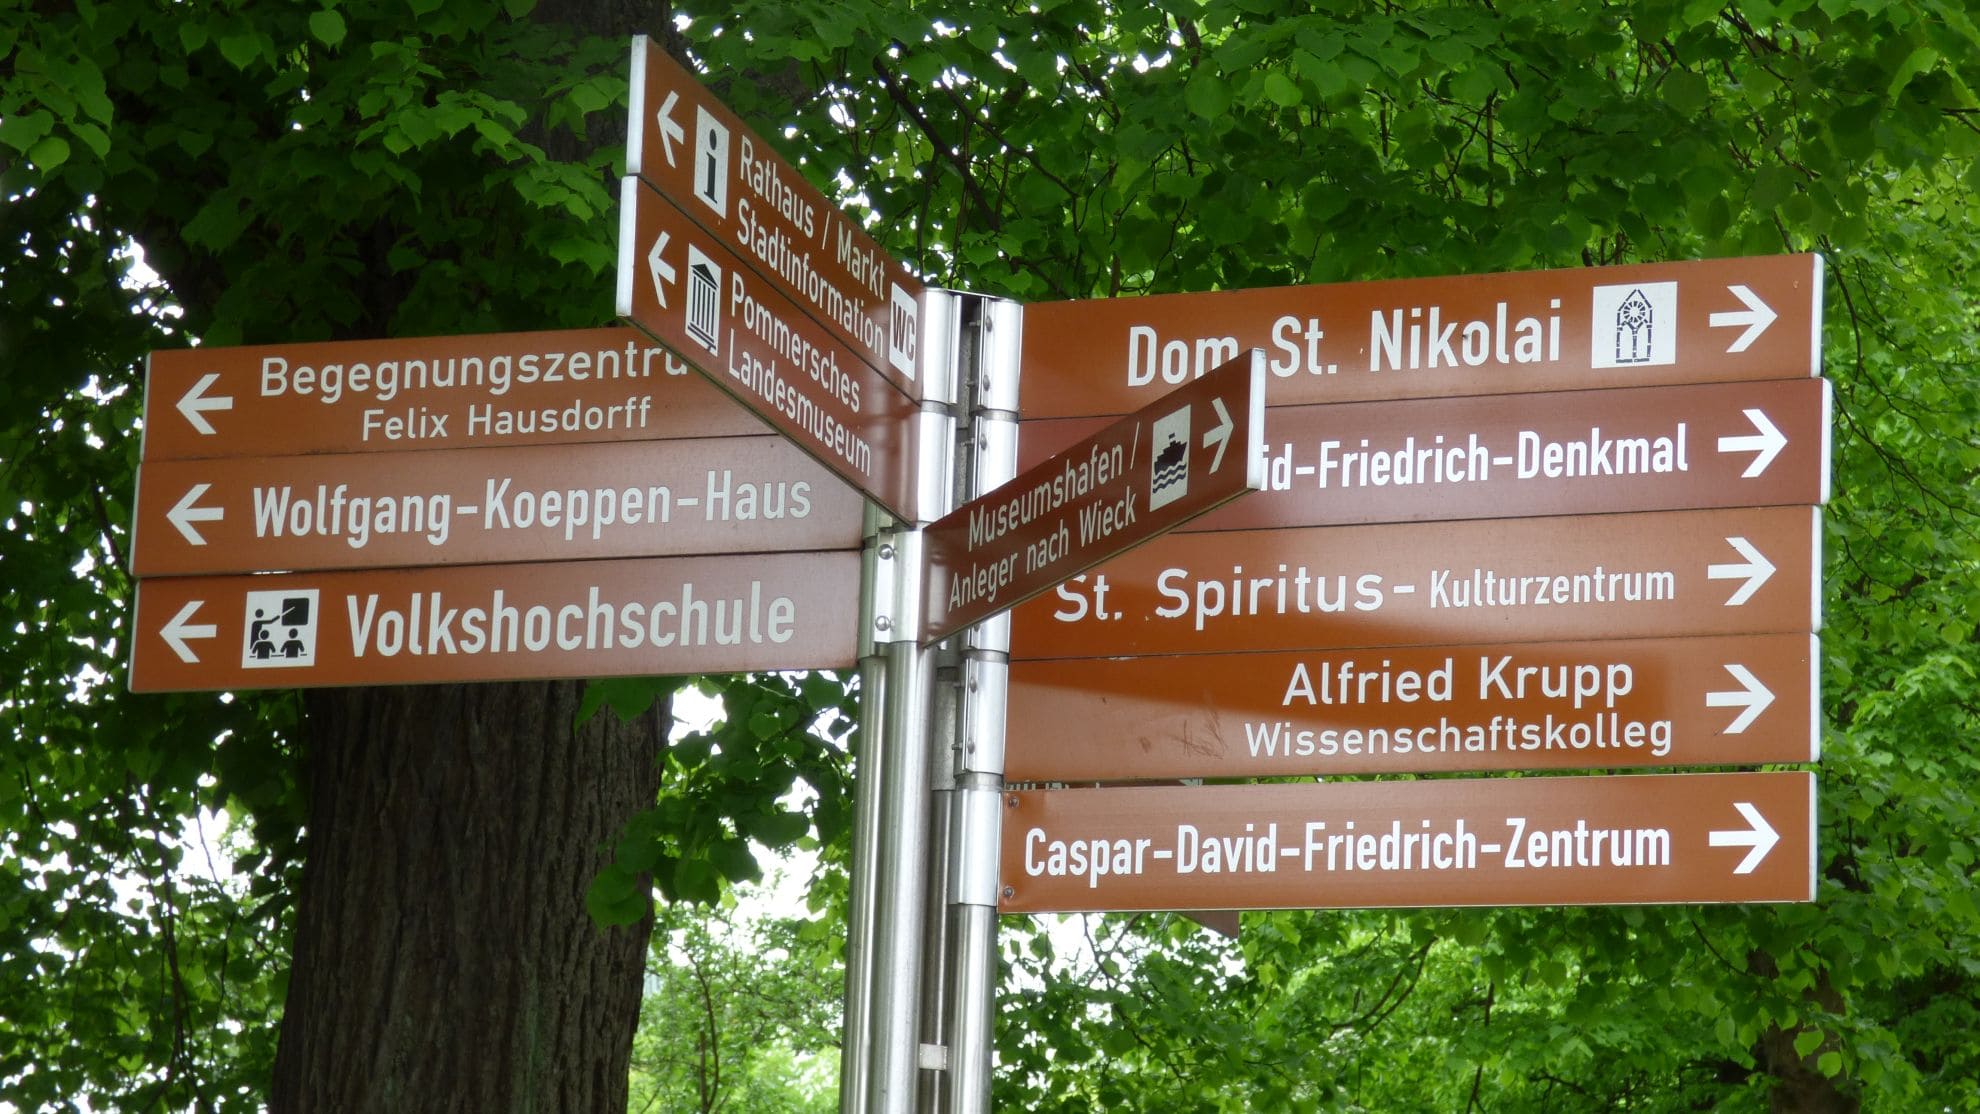 Rathaus / Markt
Stadtinformation
WC
Pommersches
Landesmuseum
Begegnungszentru
Felix Hausdorff
Wolfgang-Koeppen-Haus
Volkshochschule
Museumshafen /
Anleger nach Wieck
Dom St. Nikolai
id-Friedrich-Denkmal
St. Spiritus - Kulturzentrum
Alfried Krupp
Wissenschaftskolleg
Caspar-David-Friedrich-Zentrum